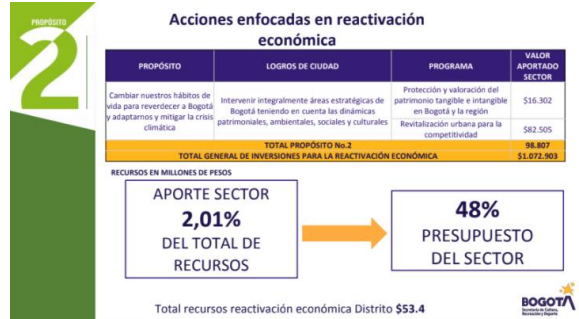 PROPÓSITO
2
Acciones enfocadas en reactivación
económica
PROPÓSITO LOGROS DE CIUDAD PROGRAMA VALOR APORTADO SECTOR
Cambiar nuestros hábitos de
vida para reverdecer a Bogotá
y adaptarnos y mitigar la crisis
climática
Intervenir integralmente áreas estratégicas de
Bogotá teniendo en cuenta las dinámicas
patrimoniales, ambientales, sociales y culturales
Protección y valoración del
patrimonio tangible e intangible
en Bogotá y la región
$16.302
Revitalización urbana para la
competitividad
$82.505
TOTAL PROPÓSITO No.2 98.807
TOTAL GENERAL DE INVERSIONES PARA LA REACTIVACIÓN ECONÓMICA $1.072.903
RECURSOS EN MILLONES DE PESOS
APORTE SECTOR
2,01%
DEL TOTAL DE
RECURSOS
48%
PRESUPUESTO
DEL SECTOR
Total recursos reactivación económica Distrito $53.4
BOGOTÁ
Secretaría de Cultura,
Recreación y Deporte